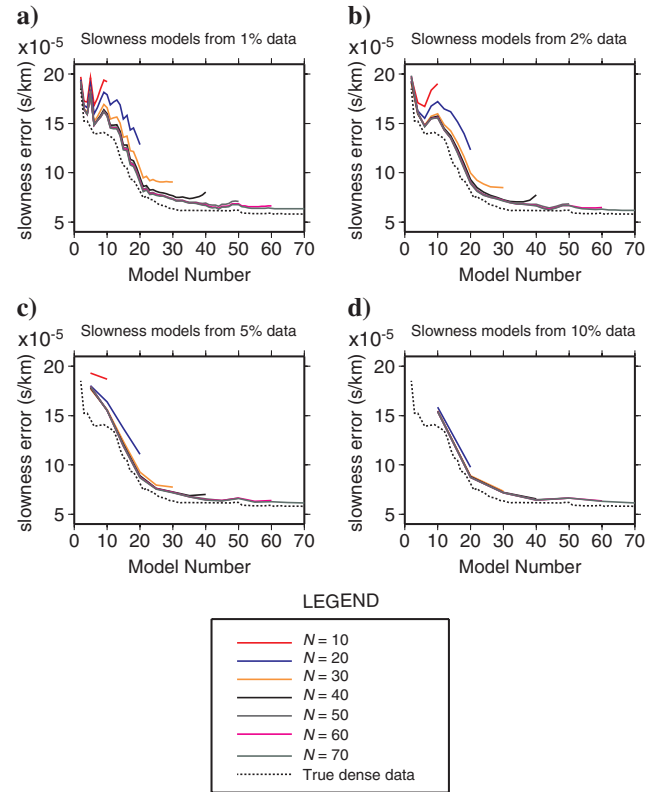 a)
Slowness models from 1% data
x10-5
slowness error (s/km)
20
15
10
5
0 10 20 30 40 50 60 70
Model Number
b)
Slowness models from 2% data
x10-5
slowness error (s/km)
20
15
10
5
0 10 20 30 40 50 60 70
Model Number
c)
Slowness models from 5% data
x10-5
slowness error (s/km)
20
15
10
5
0 10 20 30 40 50 60 70
Model Number
d)
Slowness models from 10% data
x10-5
slowness error (s/km)
20
15
10
5
0 10 20 30 40 50 60 70
Model Number
LEGEND
N = 10
N = 20
N = 30
N = 40
N = 50
N = 60
N = 70
True dense data